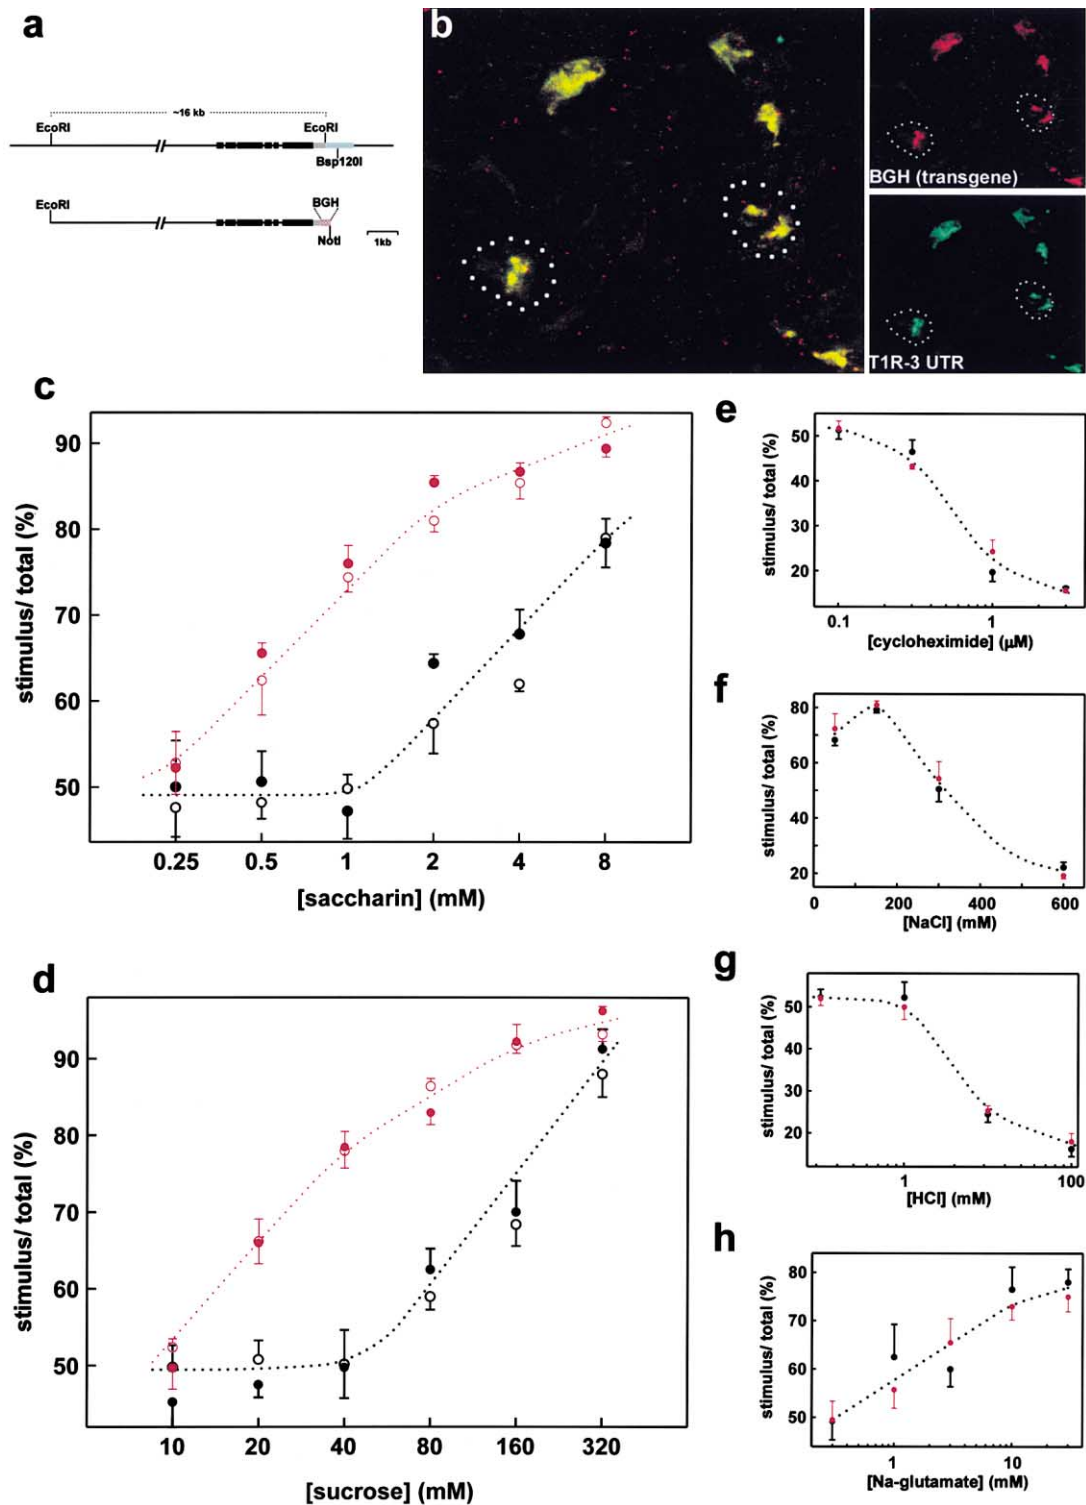 a
~16 kb
EcoRI
EcoRI
Bsp120I
EcoRI
BGH
NotI
1kb
b
BGH (transgene)
T1R-3 UTR
c
stimulus/ total (%)
90
80
70
60
50
0.25 0.5 1 2 4 8
[saccharin] (mM)
d
stimulus/ total (%)
90
80
70
60
50
10 20 40 80 160 320
[sucrose] (mM)
e
stimulus/ total (%)
50
40
30
20
0.1 1
[cycloheximide] (μM)
f
stimulus/ total (%)
80
60
40
20
0 200 400 600
[NaCl] (mM)
g
stimulus/ total (%)
50
40
30
20
1 100
[HCl] (mM)
h
stimulus/ total (%)
80
70
60
50
1 10
[Na-glutamate] (mM)